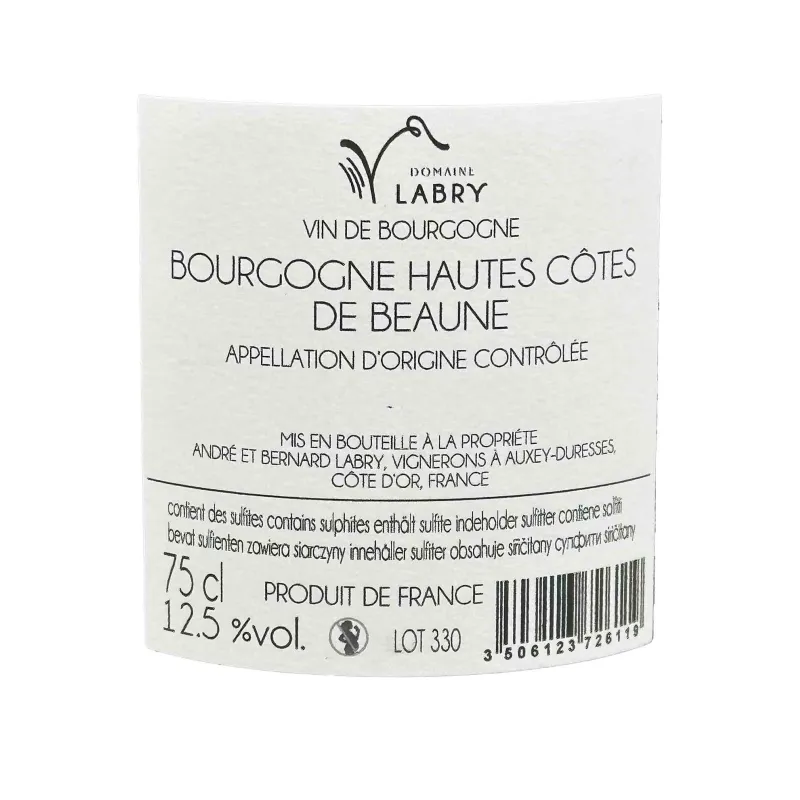 DOMAINE
LABRY
VIN DE BOURGOGNE
BOURGOGNE HAUTES CÔTES
DE BEAUNE
APPELLATION D'ORIGINE CONTRÔLÉE
MIS EN BOUTEILLE À LA PROPRIÉTE
ANDRÉ ET BERNARD LABRY, VIGNERONS À AUXEY-DURESSES,
CÔTE D'OR, FRANCE
contient des sulfites contains sulphites enthält sulfite indeholder sulfitter contiene solfiti
bevat sulfienten zawiera siarczyny innehåller sulfiter obsahuje siričitany сулфити siričitany
75 cl
12.5 %vol.
PRODUIT DE FRANCE
LOT 330
3 506123 726119